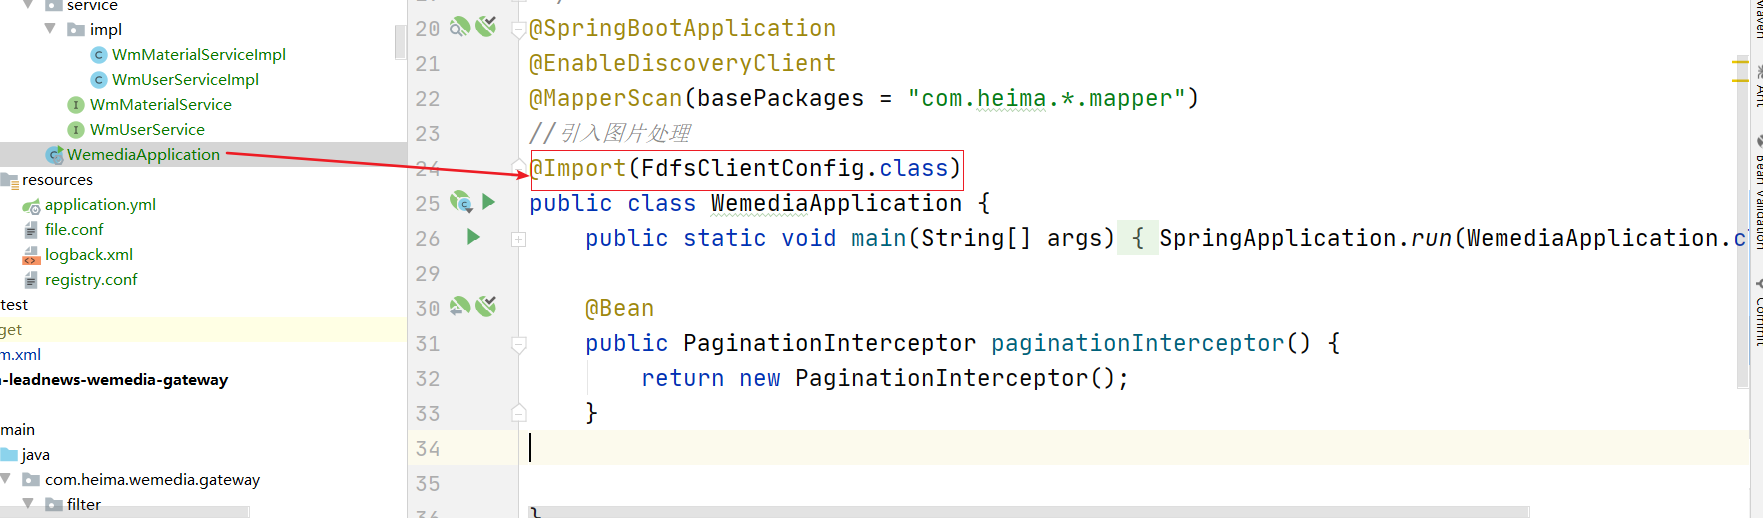 service
impl
WmMaterialServiceImpl
WmUserServiceImpl
WmMaterialService
WmUserService
WemediaApplication
resources
application.yml
file.conf
logback.xml
registry.conf
test
get
m.xml
-leadnews-wemedia-gateway
main
java
com.heima.wemedia.gateway
filter
20 @SpringBootApplication
21 @EnableDiscoveryClient
22 @MapperScan(basePackages = "com.heima.*.mapper")
23 //引入图片处理
24 @Import(FdfsClientConfig.class)
25 public class WemediaApplication {
26 public static void main(String[] args) { SpringApplication.run(WemediaApplication.c
29
30 @Bean
31 public PaginationInterceptor paginationInterceptor() {
32 return new PaginationInterceptor();
33 }
34
35
36 }
Maven
Ant
Bean Validation
Commit